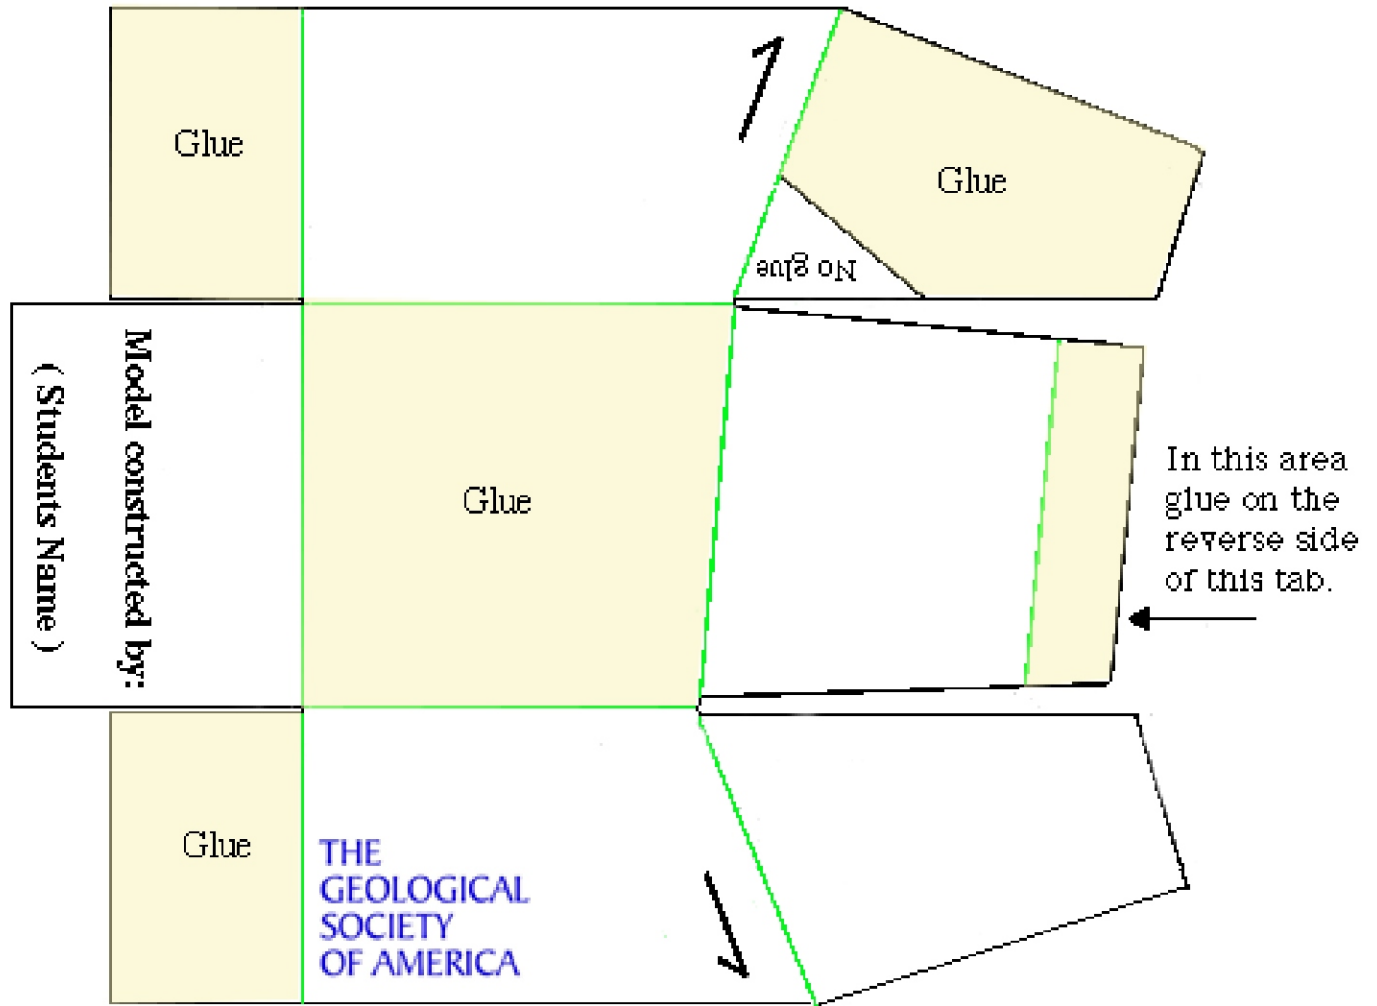 Glue
Glue
No glue
Model constructed by:
( Students Name )
Glue
In this area
glue on the
reverse side
of this tab.
Glue
THE
GEOLOGICAL
SOCIETY
OF AMERICA